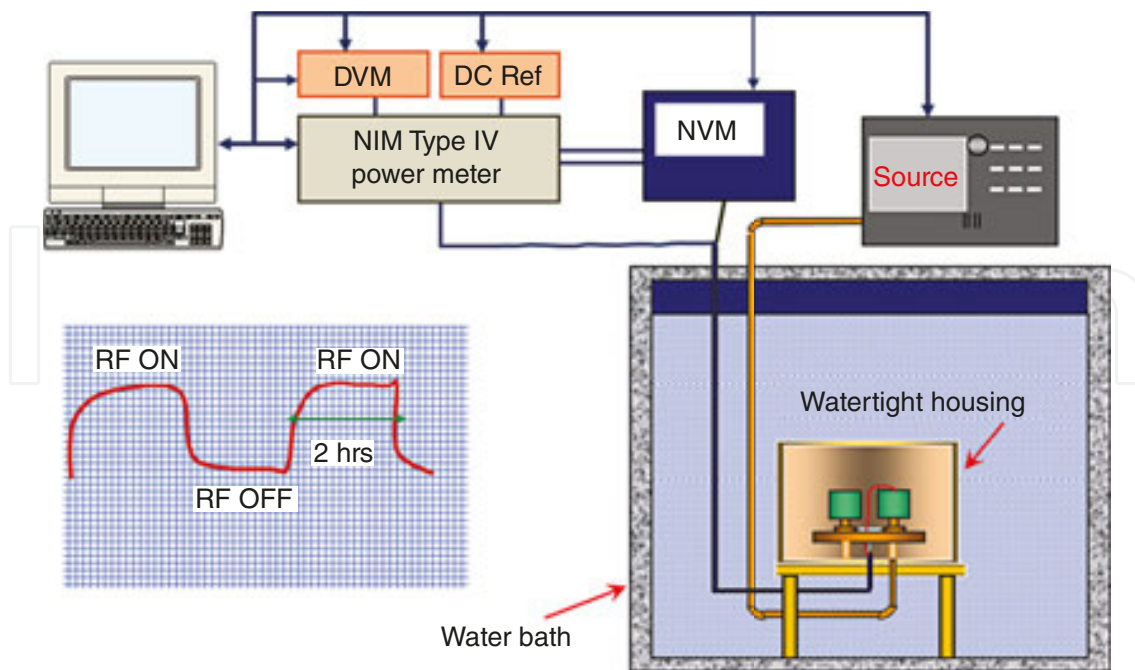 DVM
DC Ref
NIM Type IV
power meter
NVM
Source
RF ON
RF ON
2 hrs
RF OFF
Watertight housing
Water bath